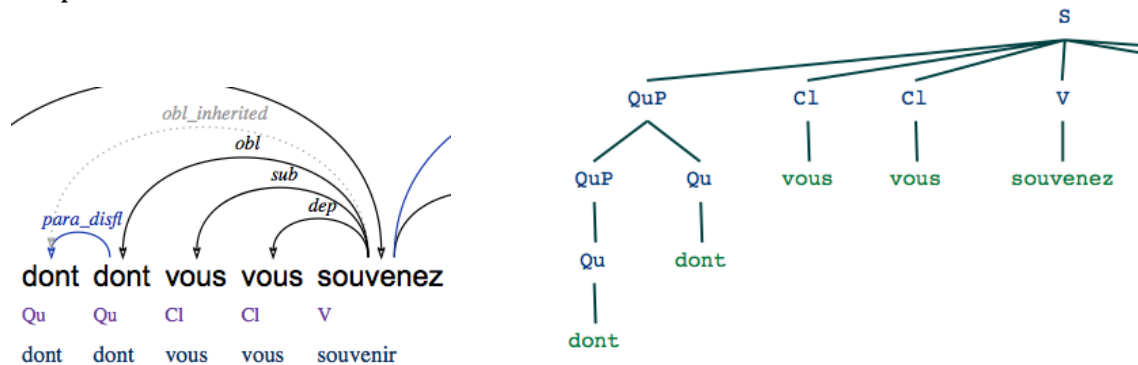 obl_inherited
obl
sub
dep
para_disfl
dont dont vous vous souvenez
Qu Qu Cl Cl V
dont dont vous vous souvenir
S
QuP Cl Cl V
QuP Qu vous vous souvenez
Qu dont
dont